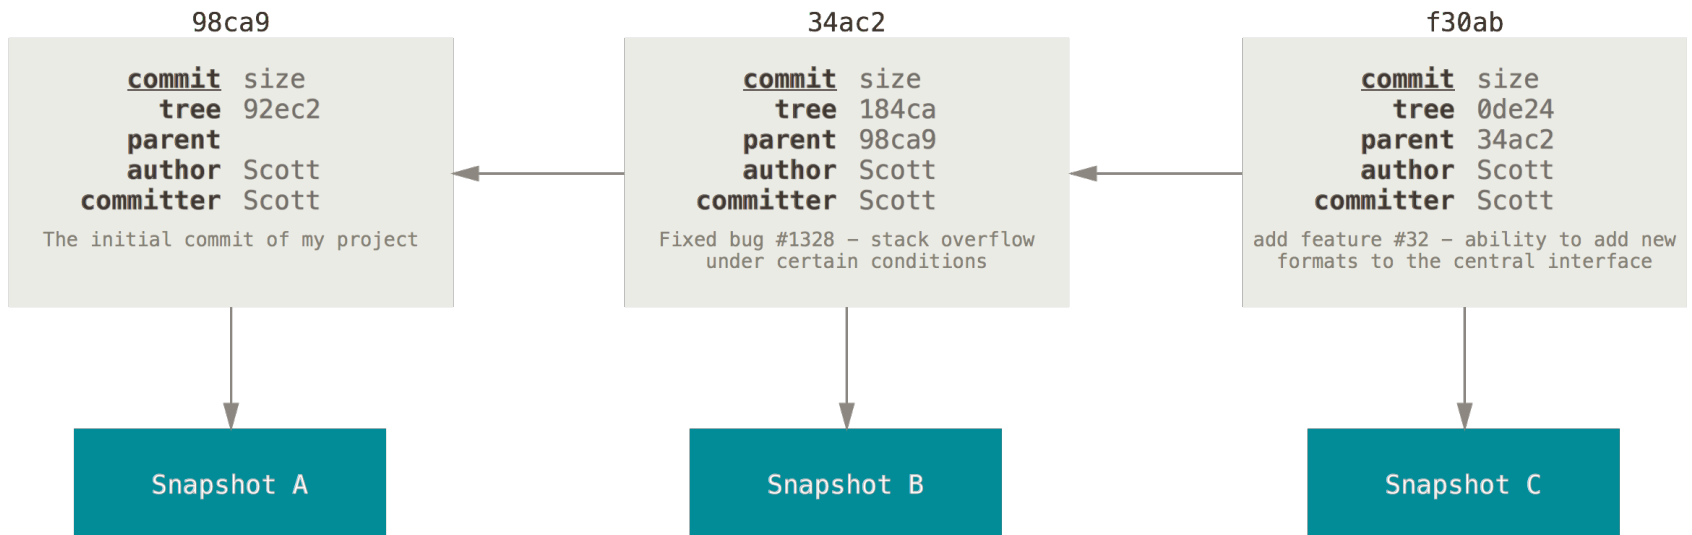 98ca9
commit size
tree 92ec2
parent
author Scott
committer Scott
The initial commit of my project
Snapshot A
34ac2
commit size
tree 184ca
parent 98ca9
author Scott
committer Scott
Fixed bug #1328 – stack overflow
under certain conditions
Snapshot B
f30ab
commit size
tree 0de24
parent 34ac2
author Scott
committer Scott
add feature #32 – ability to add new
formats to the central interface
Snapshot C